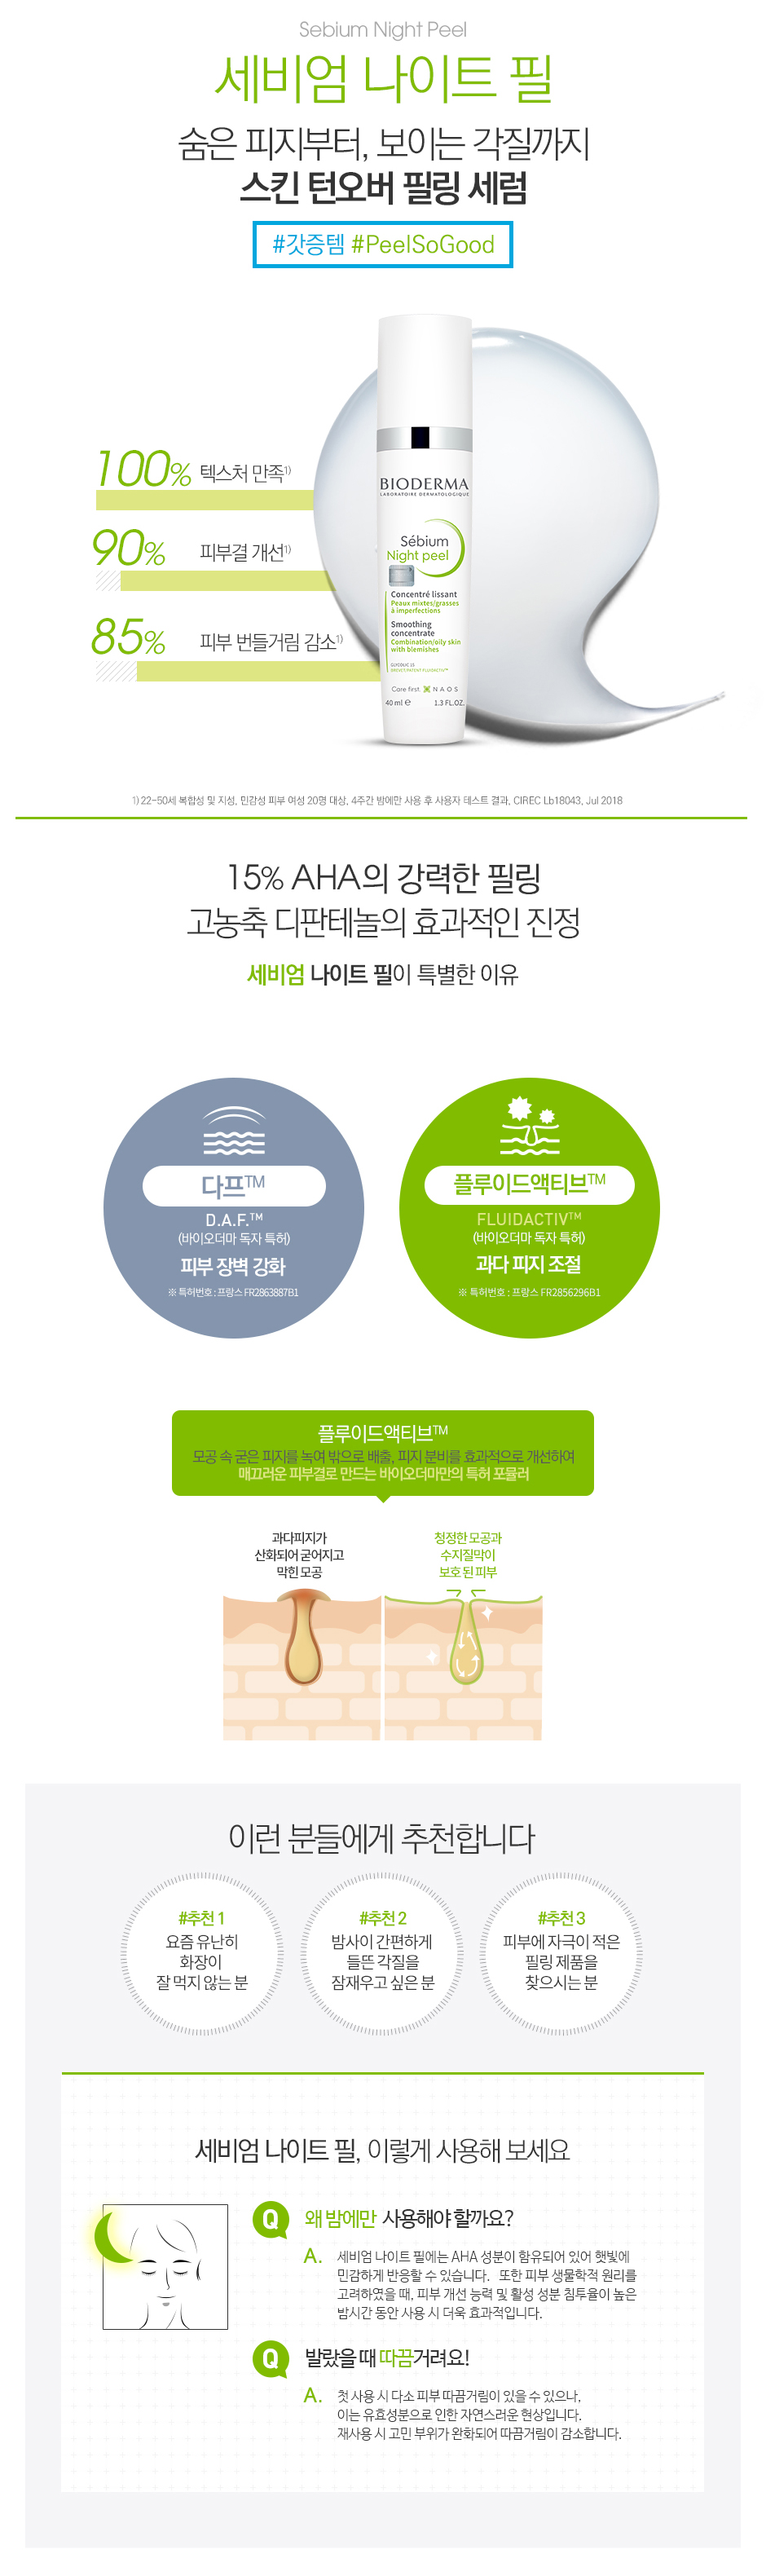 Sebium Night Peel
세비엄 나이트 필
숨은 피지부터, 보이는 각질까지
스킨 턴오버 필링 세럼
#갓증템 #PeelSoGood
100% 텍스처 만족1)
90% 피부결 개선1)
85% 피부 번들거림 감소1)
BIODERMA
LABORATOIRE DERMATOLOGIQUE
Sébium
Night peel
Concentré lissant
Peaux mixtes/grasses
à imperfections
Smoothing
concentrate
Combination/oily skin
with blemishes
GLYCOLIC 15
BREVET PATENT FLUIDACTIV™
Care first. NAOS
40 ml e 1.3 FL.OZ.
1) 22-50세 복합성 및 지성, 민감성 피부 여성 20명 대상, 4주간 밤에만 사용 후 사용자 테스트 결과, CIREC Lb18043, Jul 2018
15% AHA의 강력한 필링
고농축 디판테놀의 효과적인 진정
세비엄 나이트 필이 특별한 이유
다프™
D.A.F.™
(바이오더마 독자 특허)
피부 장벽 강화
※ 특허번호 : 프랑스 FR2863887B1
플루이드액티브™
FLUIDACTIV™
(바이오더마 독자 특허)
과다 피지 조절
※ 특허번호 : 프랑스 FR2856296B1
플루이드액티브™
모공 속 굳은 피지를 녹여 밖으로 배출, 피지 분비를 효과적으로 개선하여
매끄러운 피부결로 만드는 바이오더마만의 특허 포뮬러
과다피지가
산화되어 굳어지고
막힌 모공
청정한 모공과
수지질막이
보호 된 피부
이런 분들에게 추천합니다
#추천 1
요즘 유난히
화장이
잘 먹지 않는 분
#추천 2
밤사이 간편하게
들뜬 각질을
잠재우고 싶은 분
#추천 3
피부에 자극이 적은
필링 제품을
찾으시는 분
세비엄 나이트 필, 이렇게 사용해 보세요
Q 왜 밤에만 사용해야 할까요?
A. 세비엄 나이트 필에는 AHA 성분이 함유되어 있어 햇빛에
민감하게 반응할 수 있습니다. 또한 피부 생물학적 원리를
고려하였을 때, 피부 개선 능력 및 활성 성분 침투율이 높은
밤시간 동안 사용 시 더욱 효과적입니다.
Q 발랐을 때 따끔거려요!
A. 첫 사용 시 다소 피부 따끔거림이 있을 수 있으나,
이는 유효성분으로 인한 자연스러운 현상입니다.
재사용 시 고민 부위가 완화되어 따끔거림이 감소합니다.